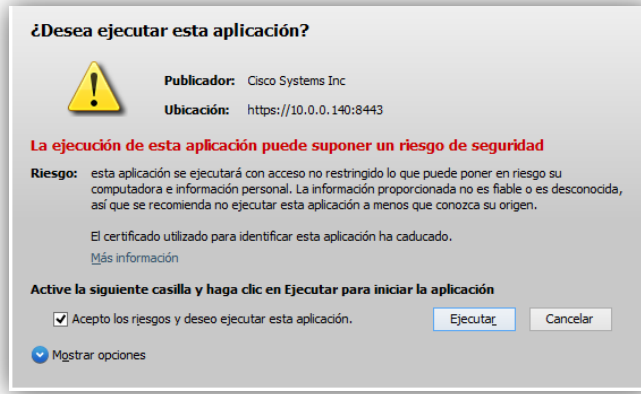 ¿Desea ejecutar esta aplicación?
Publicador: Cisco Systems Inc
Ubicación: https://10.0.0.140:8443
La ejecución de esta aplicación puede suponer un riesgo de seguridad
Riesgo: esta aplicación se ejecutará con acceso no restringido lo que puede poner en riesgo su
computadora e información personal. La información proporcionada no es fiable o es desconocida,
así que se recomienda no ejecutar esta aplicación a menos que conozca su origen.
El certificado utilizado para identificar esta aplicación ha caducado.
Más información
Active la siguiente casilla y haga clic en Ejecutar para iniciar la aplicación
Acepto los riesgos y deseo ejecutar esta aplicación. Ejecutar Cancelar
Mostrar opciones